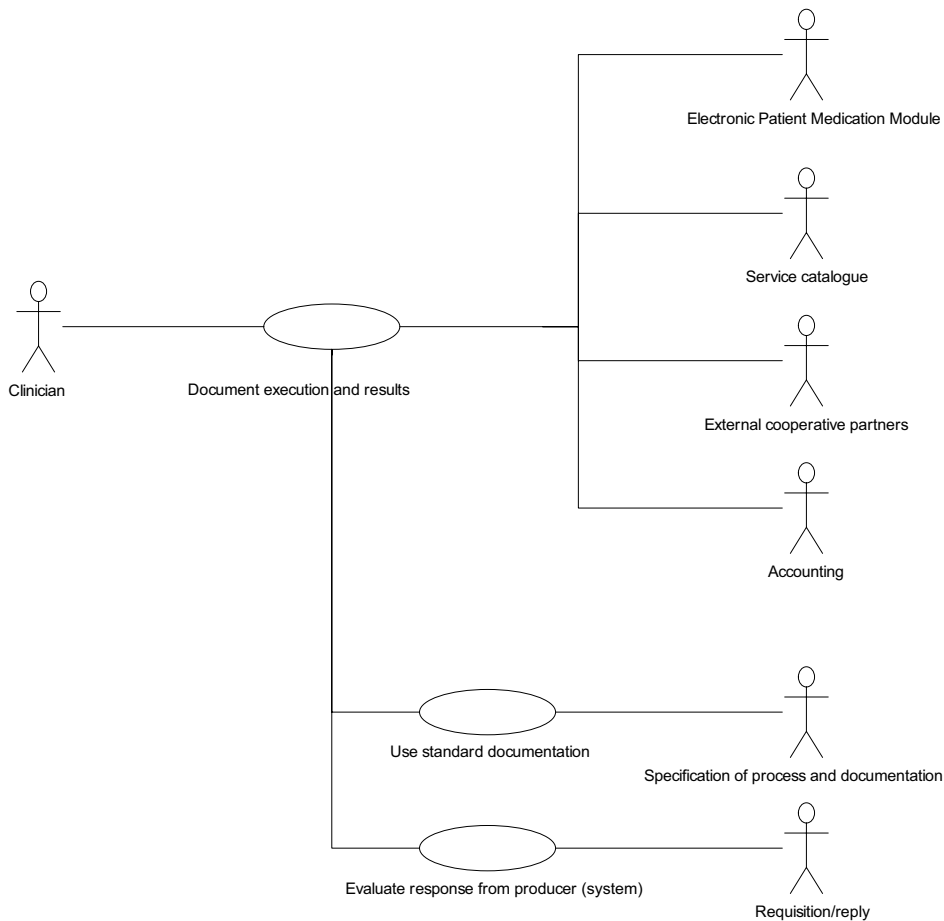 Electronic Patient Medication Module
Service catalogue
Clinician
Document execution and results
External cooperative partners
Accounting
Use standard documentation
Specification of process and documentation
Evaluate response from producer (system)
Requisition/reply